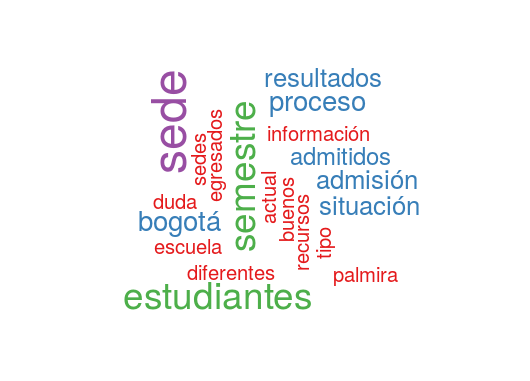 sede
resultados
proceso
semestre
información
sedes
egresados
admitidos
admisión
actual
buenos
situación
duda
recursos
bogotá
tipo
escuela
diferentes
palmira
estudiantes